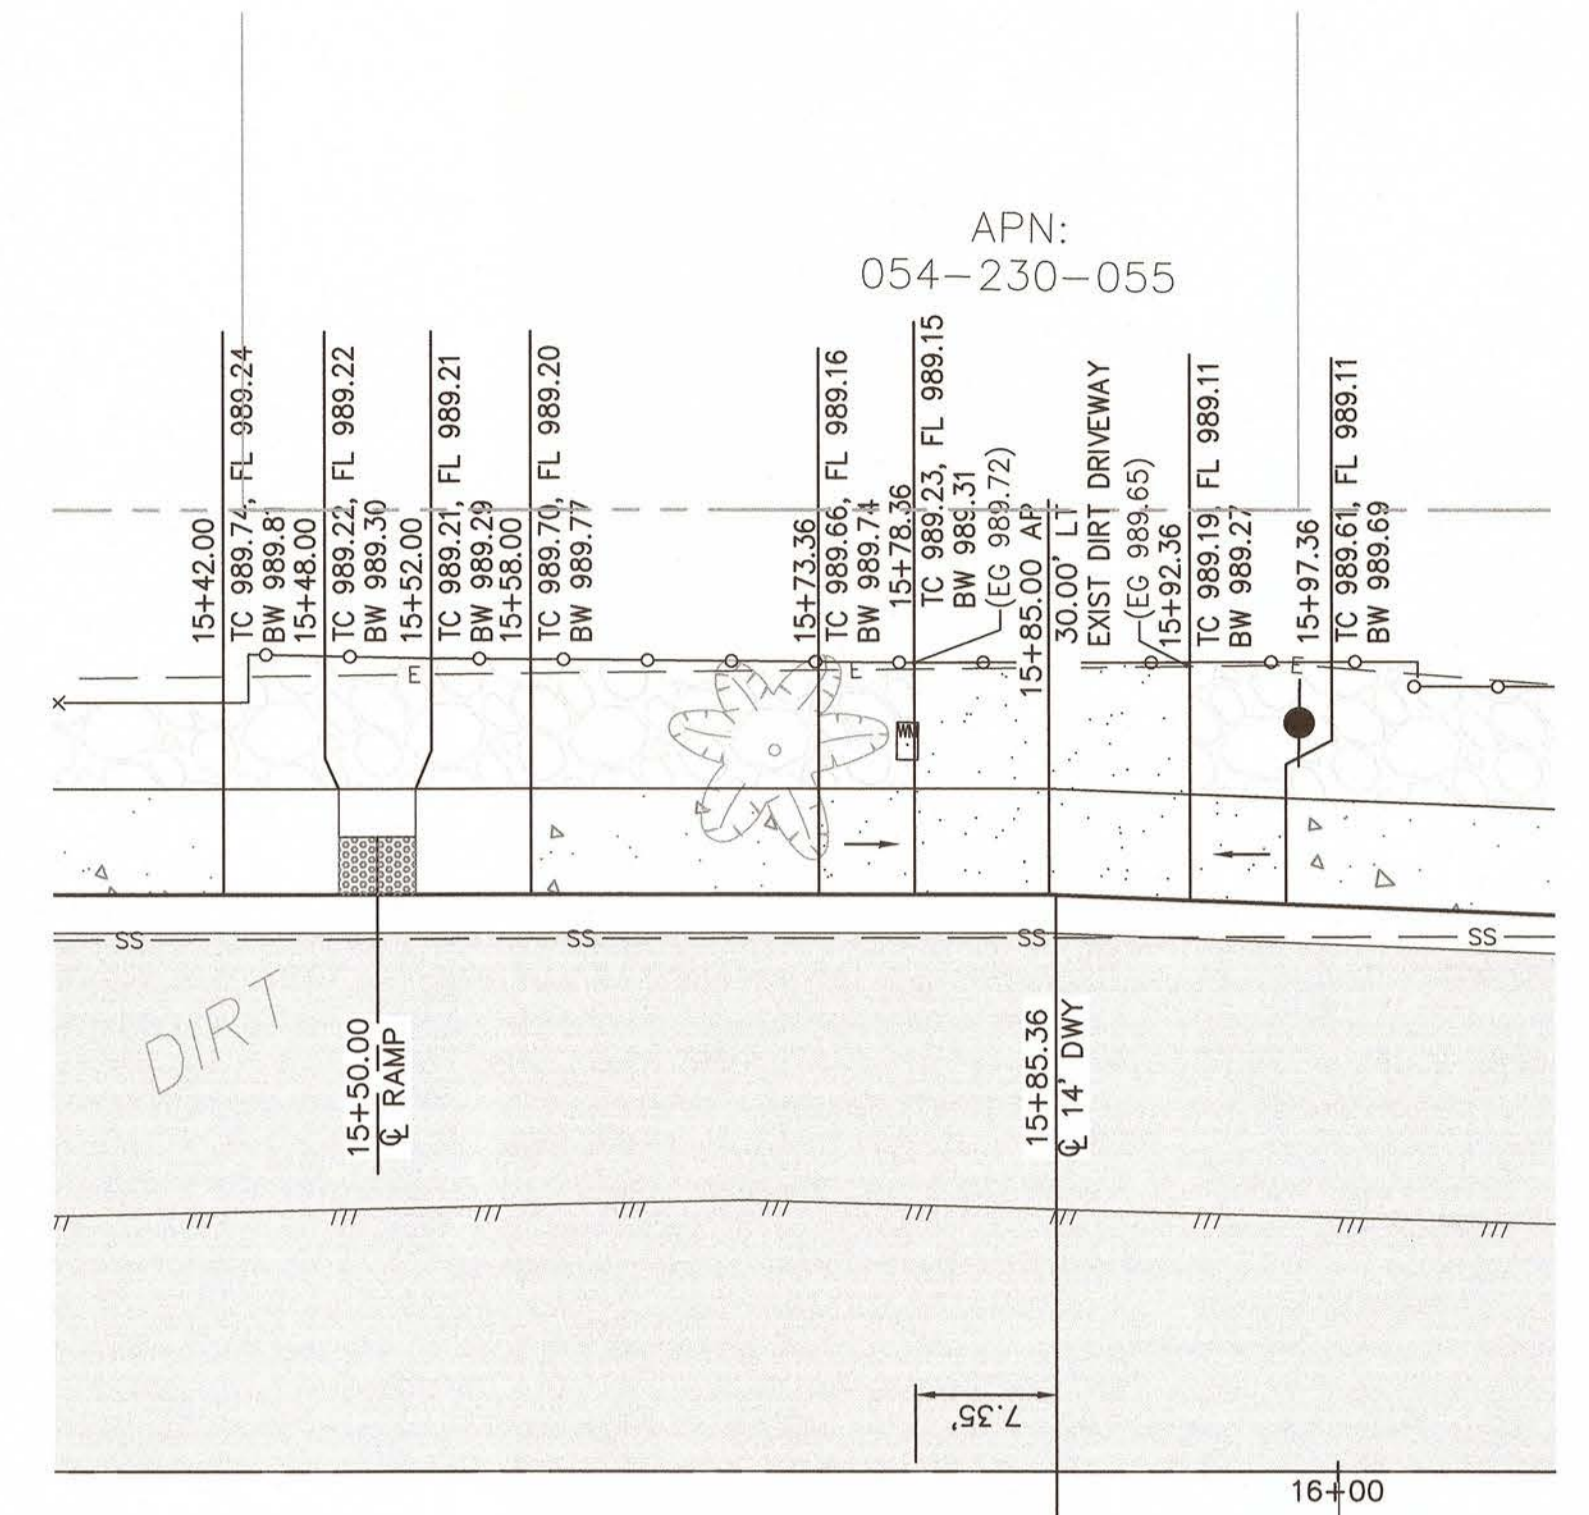 APN:
054-230-055
15+42.00
TC 989.74, FL 989.24
BW 989.81
15+48.00
TC 989.22, FL 989.22
BW 989.30
15+52.00
TC 989.21, FL 989.21
BW 989.29
15+58.00
TC 989.70, FL 989.20
BW 989.77
15+73.36
TC 989.66, FL 989.16
BW 989.74
15+78.36
TC 989.23, FL 989.15
BW 989.31
(EG 989.72)
15+85.00 AP
30.00' LT
EXIST DIRT DRIVEWAY
(EG 989.65)
15+92.36
TC 989.19, FL 989.11
BW 989.27
15+97.36
TC 989.61, FL 989.11
BW 989.69
E
E
E
WM
SS
SS
SS
SS
DIRT
15+50.00
℄ RAMP
15+85.36
℄ 14' DWY
7.35'
16+00